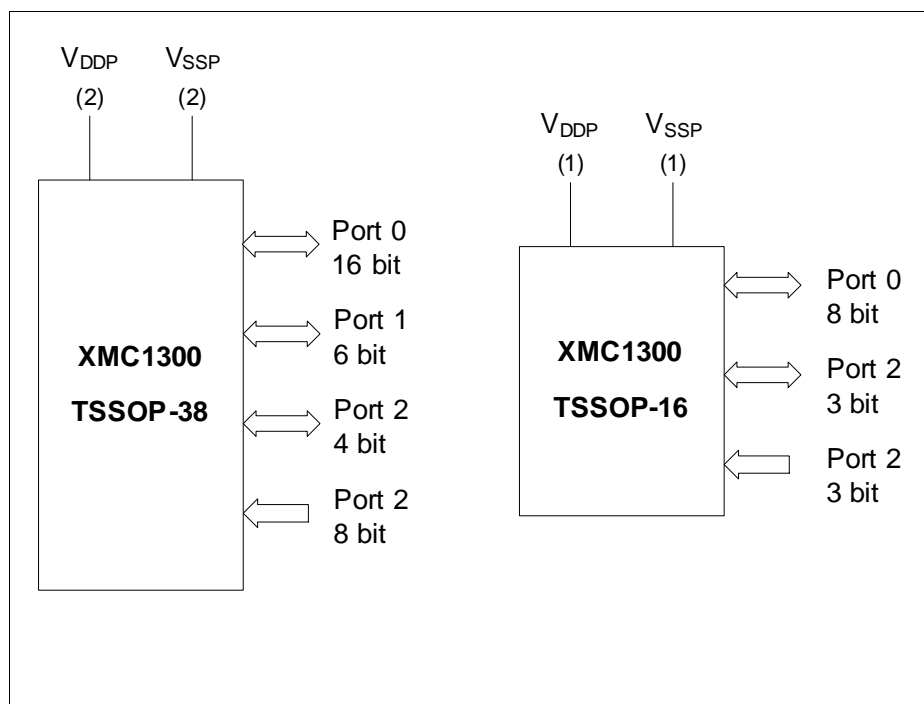 VDDP
VSSP
(2)
(2)
XMC1300
TSSOP-38
Port 0
16 bit
Port 1
6 bit
Port 2
4 bit
Port 2
8 bit
VDDP
VSSP
(1)
(1)
XMC1300
TSSOP-16
Port 0
8 bit
Port 2
3 bit
Port 2
3 bit